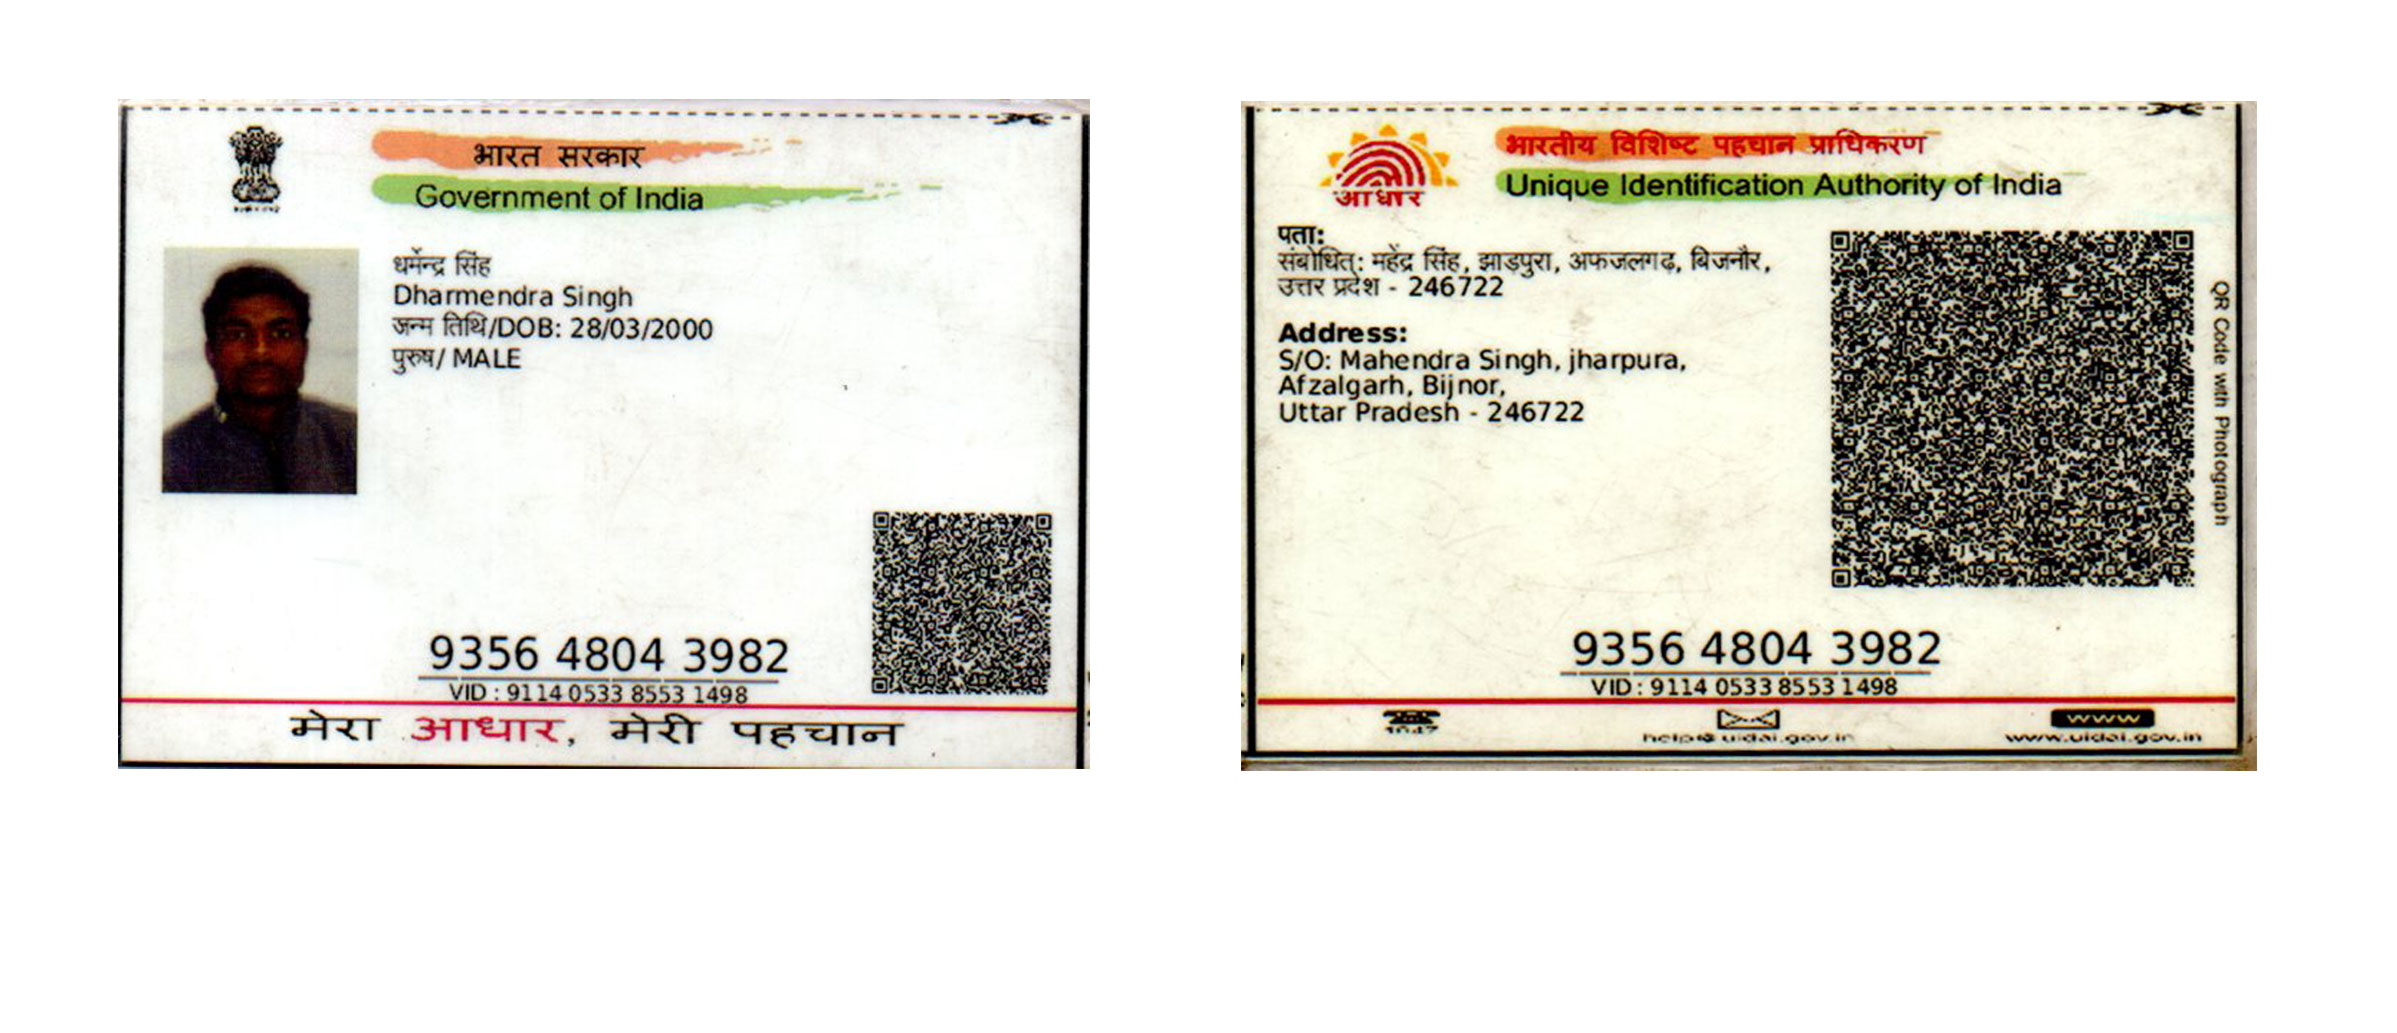 भारत सरकार
Government of India
धर्मेन्द्र सिंह
Dharmendra Singh
जन्म तिथि/DOB: 28/03/2000
पुरुष/ MALE
9356 4804 3982
VID : 9114 0533 8553 1498
मेरा आधार, मेरी पहचान
भारतीय विशिष्ट पहचान प्राधिकरण
Unique Identification Authority of India
आधार
पता:
संबोधित: महेंद्र सिंह, झाडपुरा, अफजलगढ, बिजनौर,
उत्तर प्रदेश - 246722
Address:
S/O: Mahendra Singh, jharpura,
Afzalgarh, Bijnor,
Uttar Pradesh - 246722
QR Code with Photograph
9356 4804 3982
VID : 9114 0533 8553 1498
1947
help@uidai.gov.in
www
www.uidai.gov.in